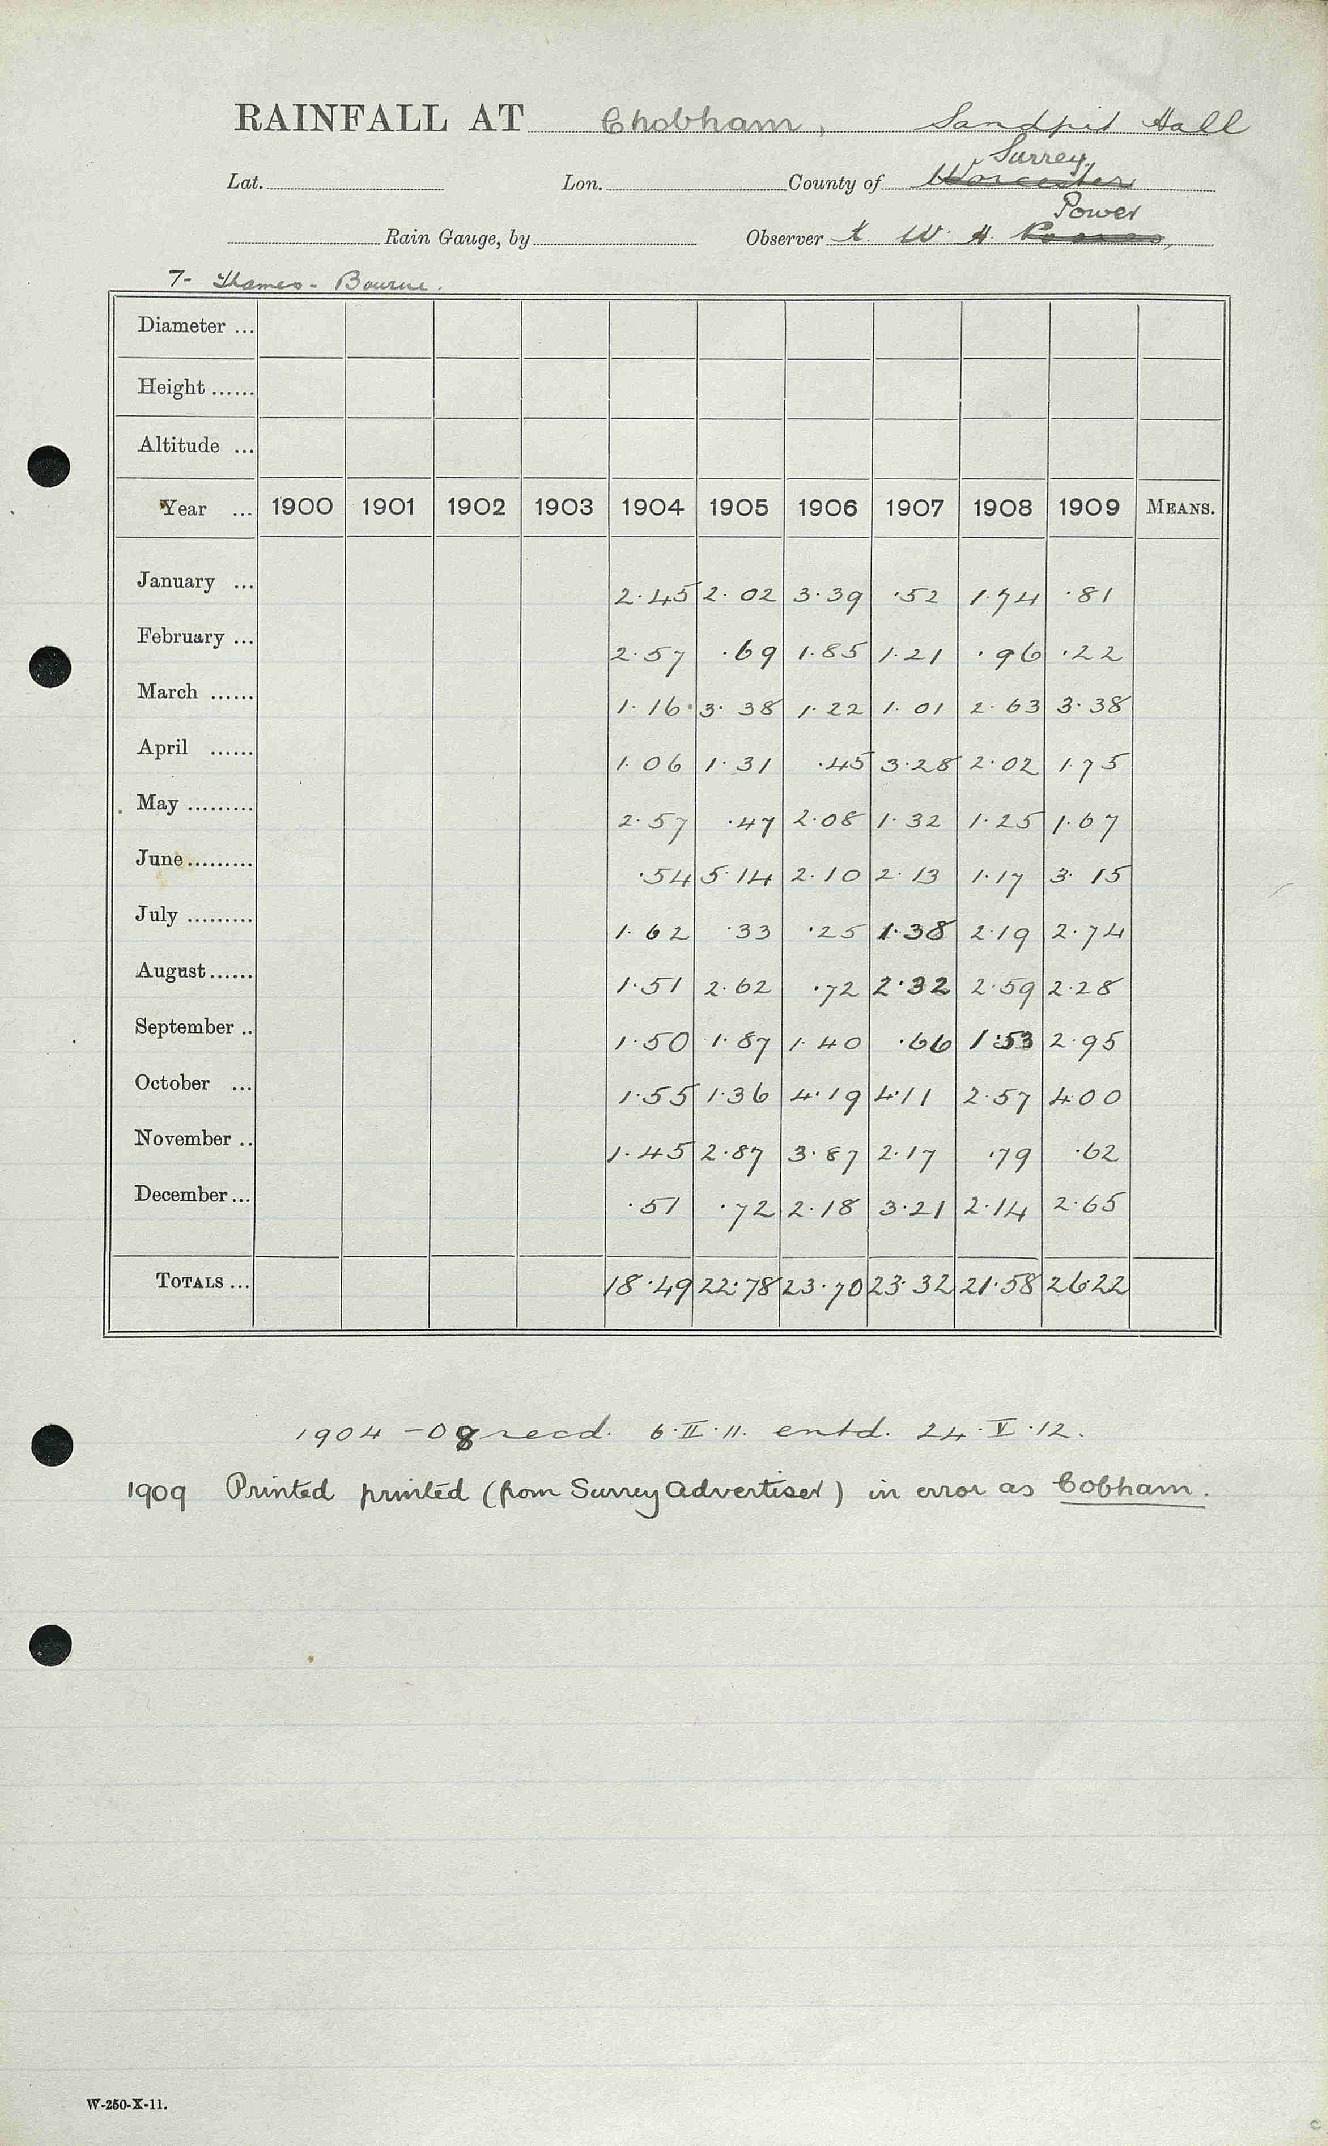 RAINFALL AT Chobham, Sandpit Hall
Surrey
Lat. Lon. County of Worcester
Power
Rain Gauge, by Observer W. H.
7- Thames - Bourne.
Diameter ...
Height ......
Altitude ...
Year ... 1900 1901 1902 1903 1904 1905 1906 1907 1908 1909 MEANS.
January ... 2.45 2.02 3.39 .52 1.74 .81
February ... 2.57 .69 1.85 1.21 .96 .22
March ...... 1.16 3.38 1.22 1.01 2.63 3.38
April ...... 1.06 1.31 .45 3.28 2.02 1.75
May ......... 2.57 .47 2.08 1.32 1.25 1.67
June ......... .54 5.14 2.10 2.13 1.17 3.15
July ......... 1.62 .33 .25 1.38 2.19 2.74
August ...... 1.51 2.62 .72 2.32 2.59 2.28
September .. 1.50 1.87 1.40 .66 1.53 2.95
October ... 1.55 1.36 4.19 4.11 2.57 4.00
November .. 1.45 2.87 3.87 2.17 .79 .62
December ... .51 .72 2.18 3.21 2.14 2.65
TOTALS ... 18.49 22.78 23.70 23.32 21.58 26.22
1904 - 08 recd. 6.II.11. entd. 24.V.12.
1909 Printed printed (from Surrey Advertiser) in error as Cobham.
W-250-X-11.